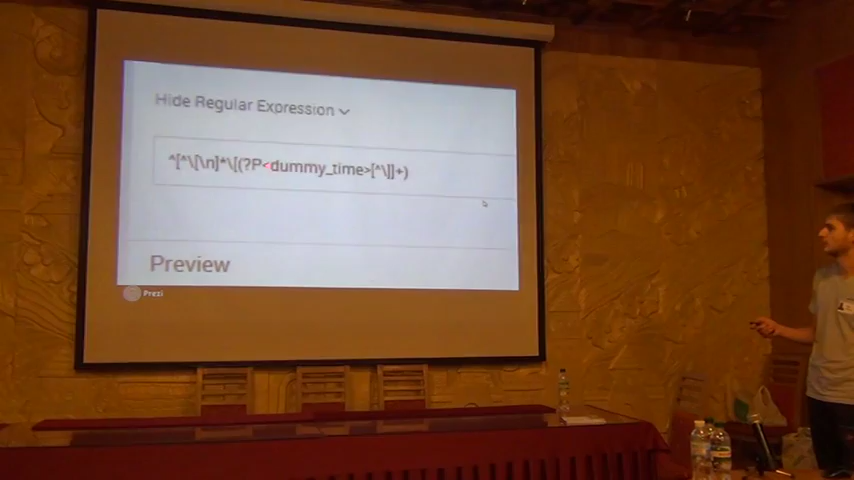 Hide Regular Expression
^[^\[\n]*\[(?P<dummy_time>[^\]]+)
Preview
Prezi